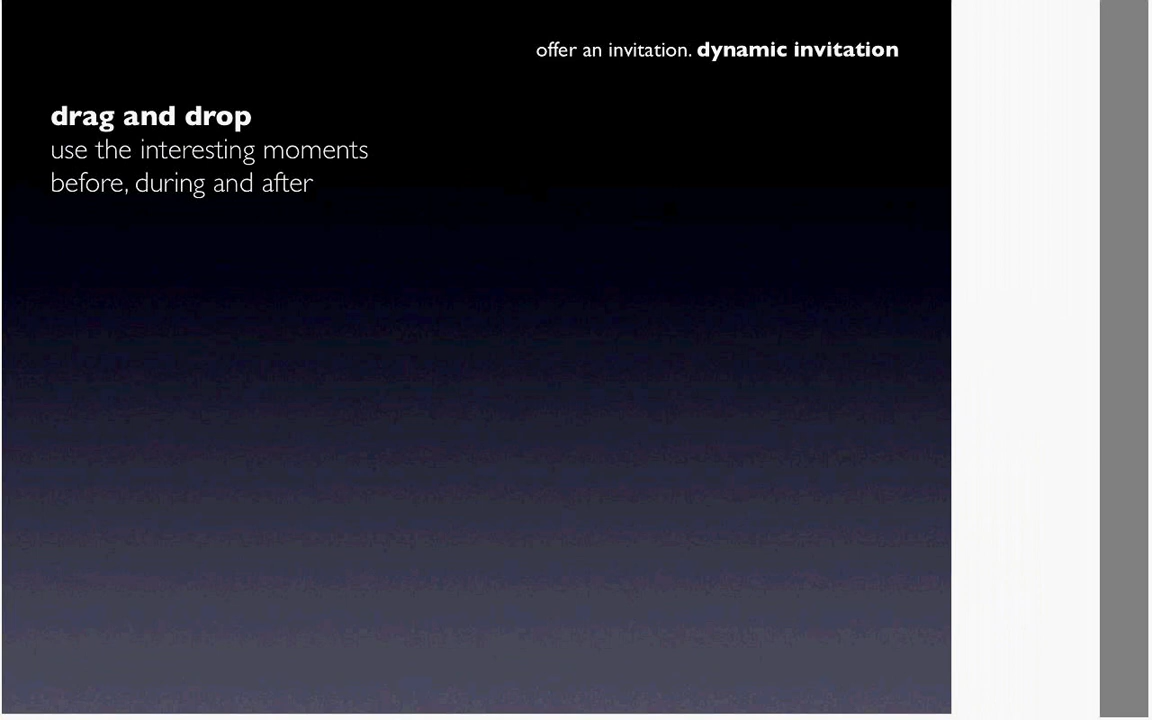 offer an invitation. dynamic invitation
drag and drop
use the interesting moments
before, during and after